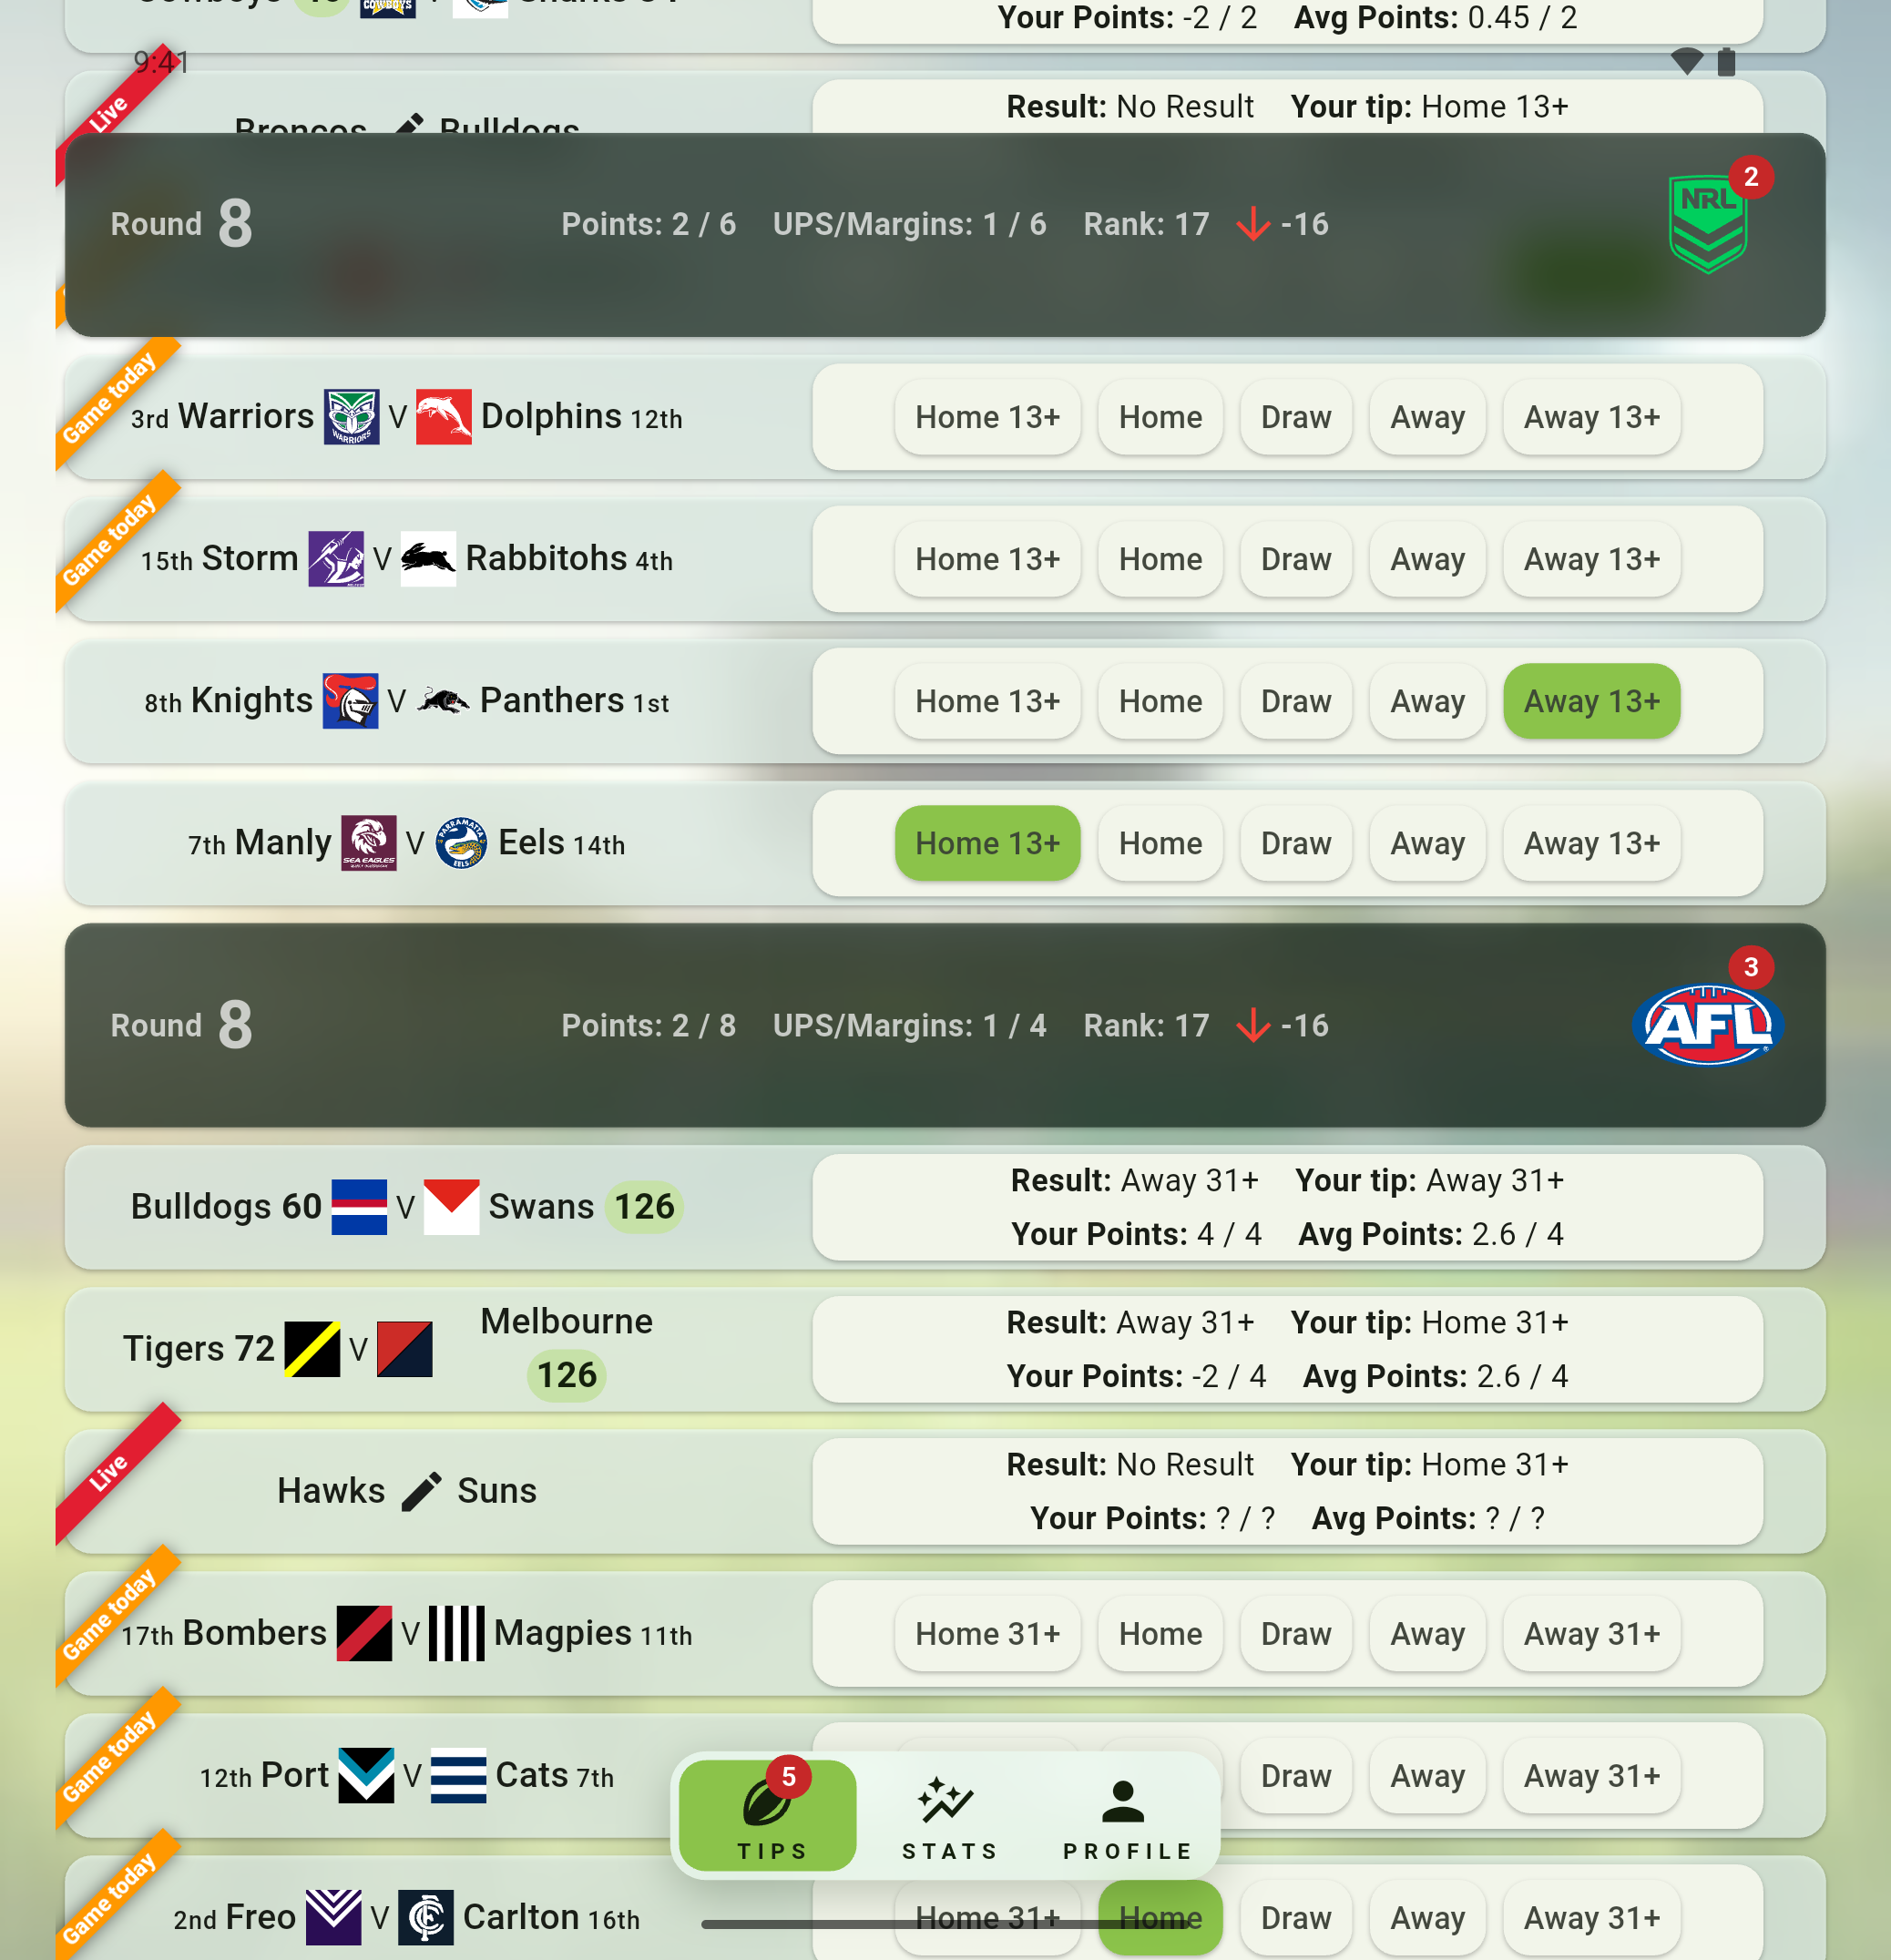 Your Points: -2 / 2 Avg Points: 0.45 / 2
9:41
Live
Broncos Bulldogs
Result: No Result Your tip: Home 13+
Round 8 Points: 2 / 6 UPS/Margins: 1 / 6 Rank: 17 -16 NRL 2
Game today 3rd Warriors WARRIORS V Dolphins 12th Home 13+ Home Draw Away Away 13+
Game today 15th Storm V Rabbitohs 4th Home 13+ Home Draw Away Away 13+
8th Knights V Panthers 1st Home 13+ Home Draw Away Away 13+
7th Manly SEA EAGLES V PARRAMATTA EELS Eels 14th Home 13+ Home Draw Away Away 13+
Round 8 Points: 2 / 8 UPS/Margins: 1 / 4 Rank: 17 -16 AFL 3
Bulldogs 60 V Swans 126
Result: Away 31+ Your tip: Away 31+
Your Points: 4 / 4 Avg Points: 2.6 / 4
Tigers 72 V Melbourne
126
Result: Away 31+ Your tip: Home 31+
Your Points: -2 / 4 Avg Points: 2.6 / 4
Live
Hawks Suns
Result: No Result Your tip: Home 31+
Your Points: ? / ? Avg Points: ? / ?
Game today 17th Bombers V Magpies 11th Home 31+ Home Draw Away Away 31+
Game today 12th Port V Cats 7th Draw Away Away 31+
5
TIPS STATS PROFILE
Game today 2nd Freo V Carlton 16th Home 31+ Home Draw Away Away 31+